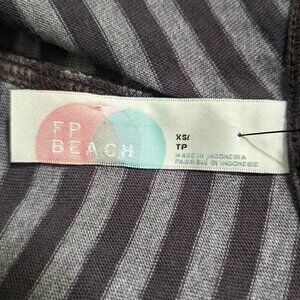 FP
BEACH
XS/
TP
MADE IN INDONESIA
FABRIQUÉ EN INDONÉSIE